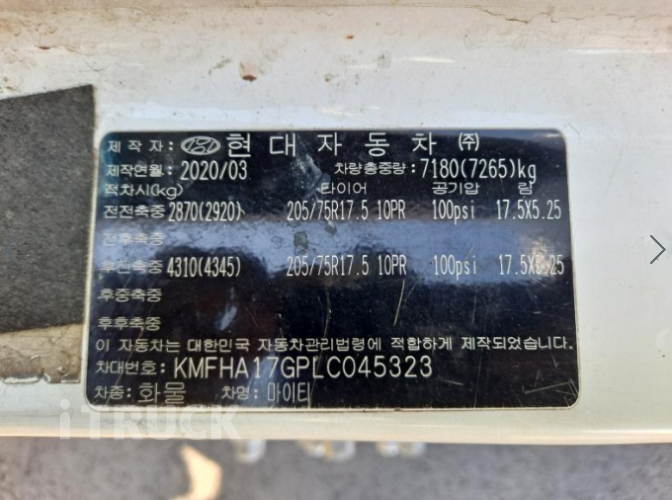 제 작 자: 현대자동차 ㈜
제작연월: 2020/03 차량총중량: 7180(7265)kg
적차시(kg) 타이어 공기압 림
전전축중 2870(2920) 205/75R17.5 10PR 100psi 17.5X5.25
전후축중
후전축중 4310(4345) 205/75R17.5 10PR 100psi 17.5X5.25
후중축중
후후축중
이 자동차는 대한민국 자동차관리법령에 적합하게 제작되었습니다
차대번호: KMFHA17GPLC045323
차종: 화물 차명: 마이티
iTRUCK